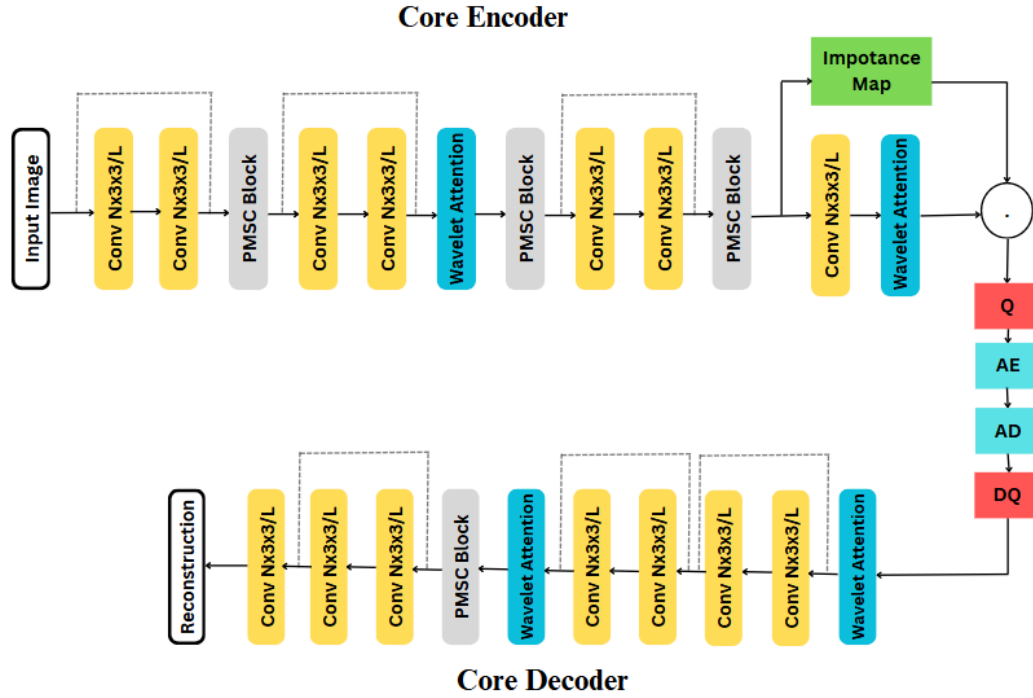 Core Encoder
Impotance
Map
Input Image
Conv Nx3x3/L
Conv Nx3x3/L
PMSC Block
Conv Nx3x3/L
Conv Nx3x3/L
Wavelet Attention
PMSC Block
Conv Nx3x3/L
Conv Nx3x3/L
PMSC Block
Conv Nx3x3/L
Wavelet Attention
.
Q
AE
AD
DQ
Reconstruction
Conv Nx3x3/L
Conv Nx3x3/L
Conv Nx3x3/L
PMSC Block
Wavelet Attention
Conv Nx3x3/L
Conv Nx3x3/L
Conv Nx3x3/L
Conv Nx3x3/L
Wavelet Attention
Core Decoder